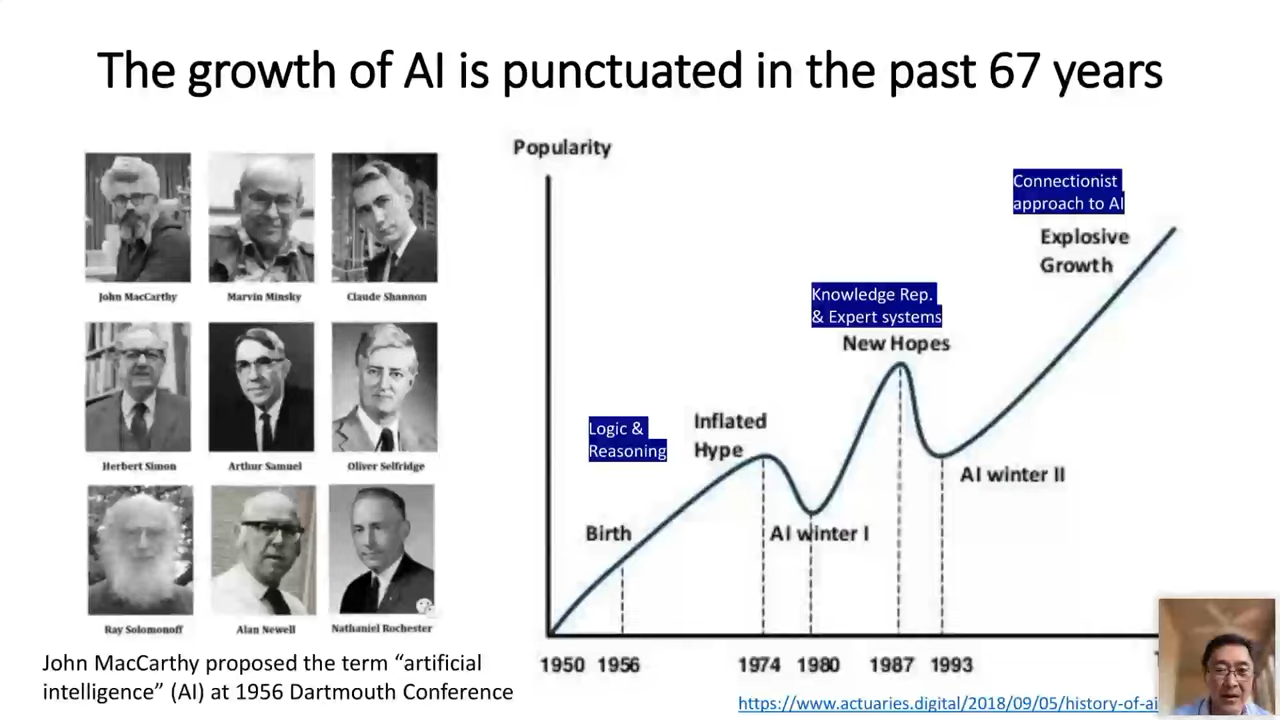 The growth of AI is punctuated in the past 67 years
John MacCarthy
Marvin Minsky
Claude Shannon
Herbert Simon
Arthur Samuel
Oliver Selfridge
Ray Solomonoff
Alan Newell
Nathaniel Rochester
John MacCarthy proposed the term “artificial
intelligence” (AI) at 1956 Dartmouth Conference
Popularity
Connectionist
approach to AI
Explosive
Growth
Knowledge Rep.
& Expert systems
New Hopes
Logic &
Reasoning
Inflated
Hype
AI winter II
Birth
AI winter I
1950 1956 1974 1980 1987 1993
https://www.actuaries.digital/2018/09/05/history-of-ai